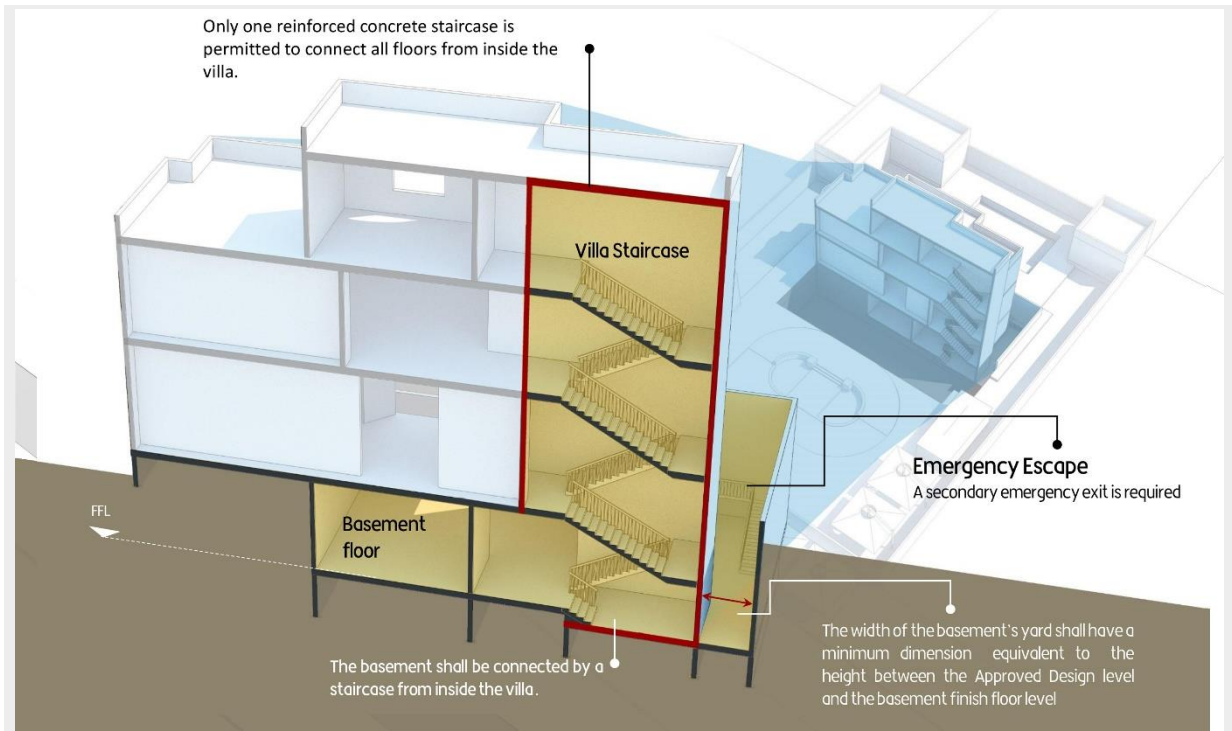 Only one reinforced concrete staircase is
permitted to connect all floors from inside the
villa.
Villa Staircase
Emergency Escape
A secondary emergency exit is required
FFL
Basement
floor
The basement shall be connected by a
staircase from inside the villa.
The width of the basement's yard shall have a
minimum dimension equivalent to the
height between the Approved Design level
and the basement finish floor level